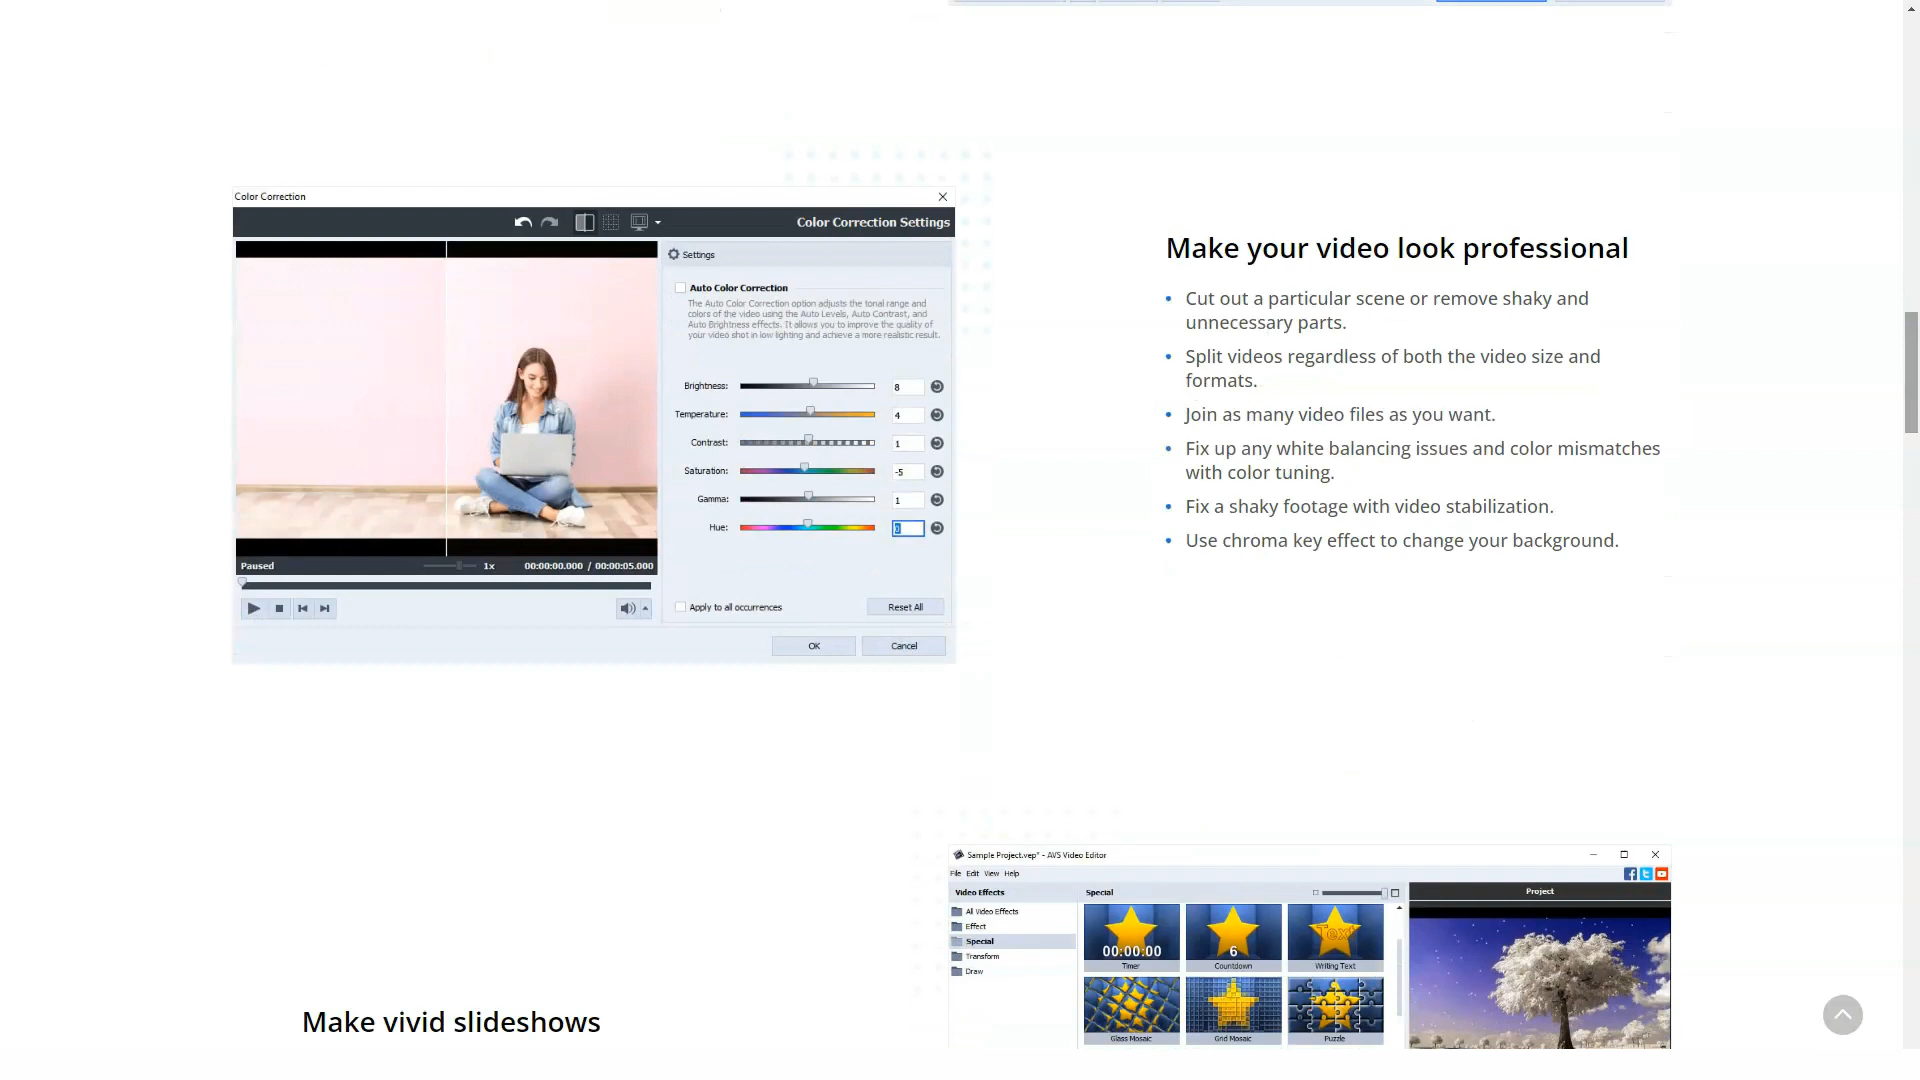 Color Correction
Color Correction Settings
Settings
Auto Color Correction
The Auto Color Correction option adjusts the tonal range and
colors of the video using the Auto Levels, Auto Contrast, and
Auto Brightness effects. It allows you to improve the quality of
your video shot in low lighting and achieve a more realistic result.
Brightness: 8
Temperature: 4
Contrast: 1
Saturation: -5
Gamma: 1
Hue: 0
Paused 1x 00:00:00.000 / 00:00:05.000
Apply to all occurrences Reset All
OK Cancel
Make your video look professional
• Cut out a particular scene or remove shaky and
unnecessary parts.
• Split videos regardless of both the video size and
formats.
• Join as many video files as you want.
• Fix up any white balancing issues and color mismatches
with color tuning.
• Fix a shaky footage with video stabilization.
• Use chroma key effect to change your background.
Make vivid slideshows
Sample Project.vep* - AVS Video Editor
File Edit View Help
Video Effects
All Video Effects
Effect
Special
Transform
Draw
Special
00:00:00 6 Text
Timer Countdown Writing Text
Glass Mosaic Grid Mosaic Puzzle
Project